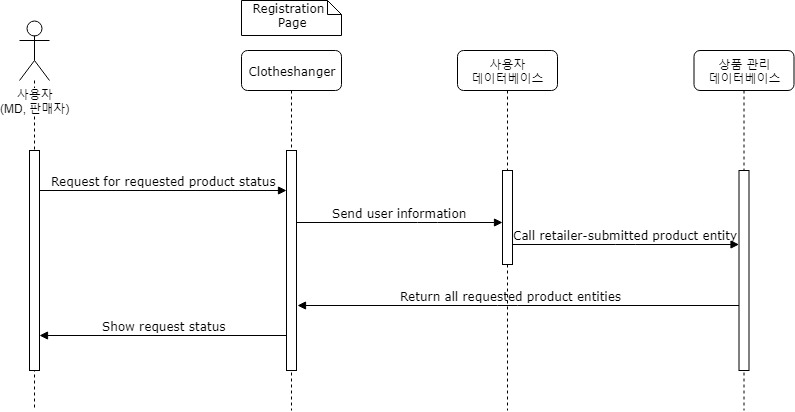 Registration
Page
Clotheshanger
사용자
데이터베이스
상품 관리
데이터베이스
사용자
(MD, 판매자)
Request for requested product status
Send user information
Call retailer-submitted product entity
Return all requested product entities
Show request status